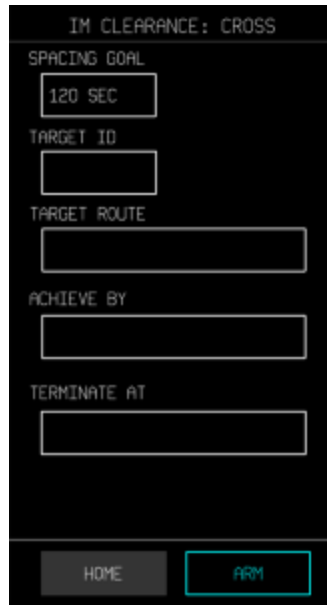 IM CLEARANCE: CROSS
SPACING GOAL
120 SEC
TARGET ID
TARGET ROUTE
ACHIEVE BY
TERMINATE AT
HOME
ARM